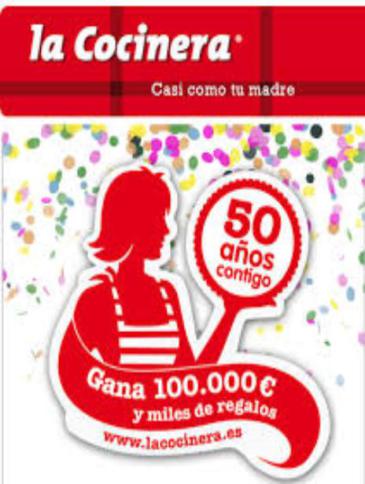 la Cocinera®
Casi como tu madre
50
años
contigo
Gana 100.000€
y miles de regalos
www.lacocinera.es